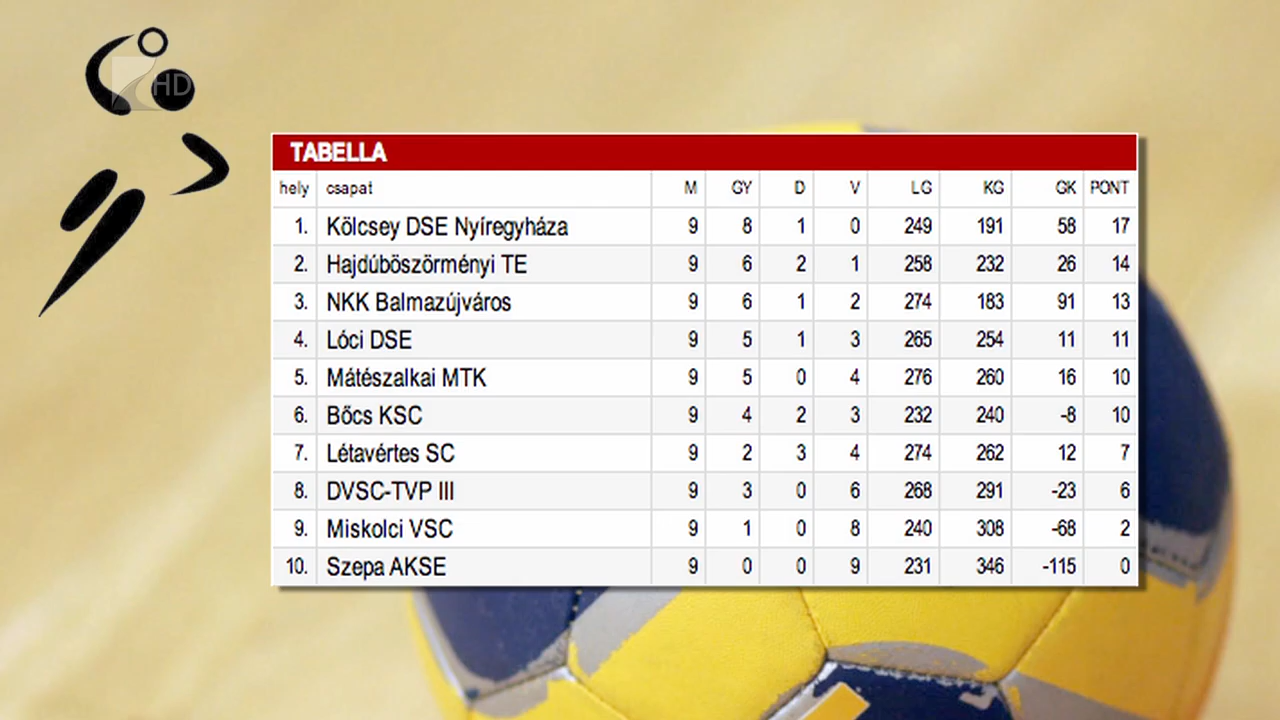 HD
TABELLA
hely csapat M GY D V LG KG GK PONT
1. Kölcsey DSE Nyíregyháza 9 8 1 0 249 191 58 17
2. Hajdúböszörményi TE 9 6 2 1 258 232 26 14
3. NKK Balmazújváros 9 6 1 2 274 183 91 13
4. Lóci DSE 9 5 1 3 265 254 11 11
5. Mátészalkai MTK 9 5 0 4 276 260 16 10
6. Bőcs KSC 9 4 2 3 232 240 -8 10
7. Létavértes SC 9 2 3 4 274 262 12 7
8. DVSC-TVP III 9 3 0 6 268 291 -23 6
9. Miskolci VSC 9 1 0 8 240 308 -68 2
10. Szepa AKSE 9 0 0 9 231 346 -115 0